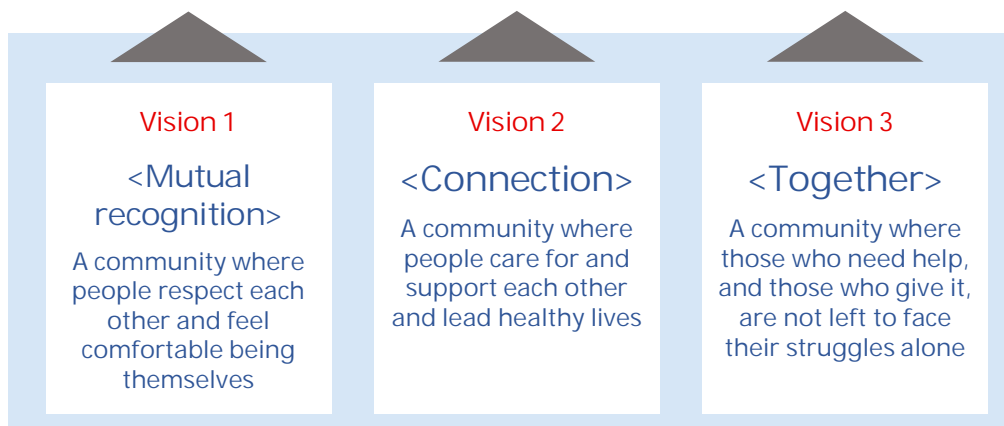 Vision 1
<Mutual
recognition>
A community where
people respect each
other and feel
comfortable being
themselves
Vision 2
<Connection>
A community where
people care for and
support each other
and lead healthy lives
Vision 3
<Together>
A community where
those who need help,
and those who give it,
are not left to face
their struggles alone